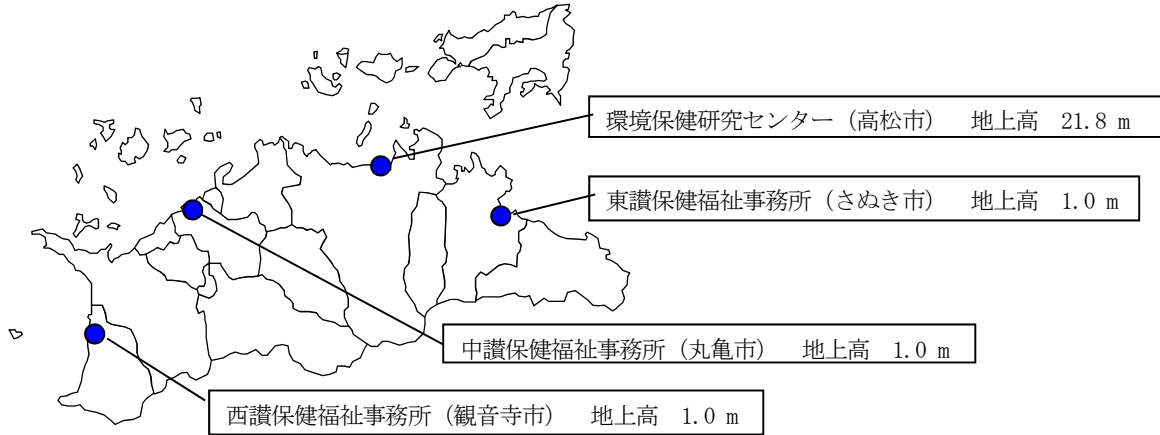 環境保健研究センター（高松市）　地上高　21.8 m
東讃保健福祉事務所（さぬき市）　地上高　1.0 m
中讃保健福祉事務所（丸亀市）　地上高　1.0 m
西讃保健福祉事務所（観音寺市）　地上高　1.0 m